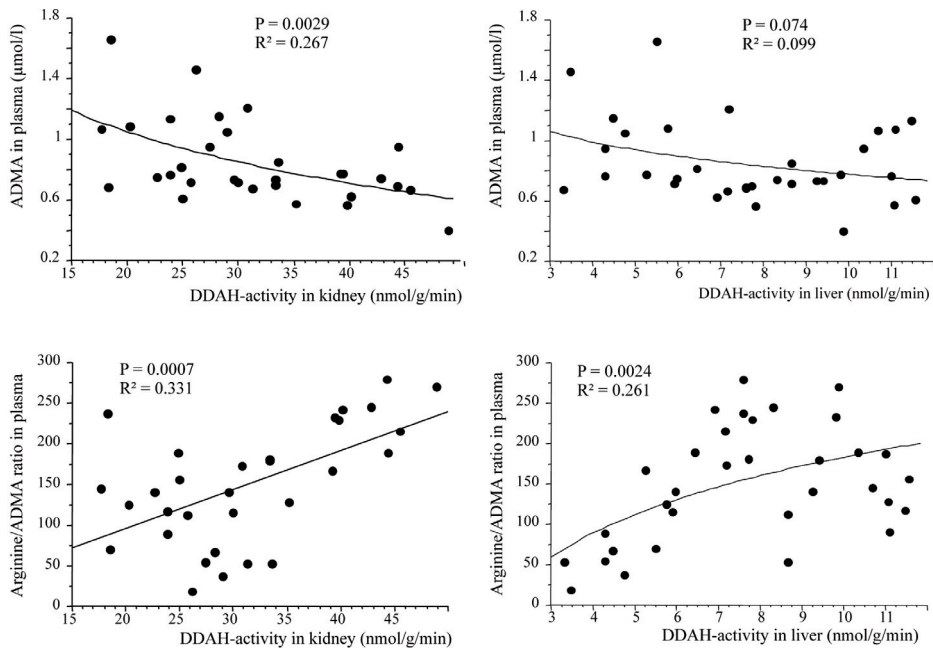 1.8
1.4
1
0.6
0.2
ADMA in plasma (µmol/l)
P = 0.0029
R² = 0.267
15 20 25 30 35 40 45
DDAH-activity in kidney (nmol/g/min)
1.8
1.4
1
0.6
0.2
ADMA in plasma (µmol/l)
P = 0.074
R² = 0.099
3 4 5 6 7 8 9 10 11
DDAH-activity in liver (nmol/g/min)
300
250
200
150
100
50
0
Arginine/ADMA ratio in plasma
P = 0.0007
R² = 0.331
15 20 25 30 35 40 45
DDAH-activity in kidney (nmol/g/min)
300
250
200
150
100
50
0
Arginine/ADMA ratio in plasma
P = 0.0024
R² = 0.261
3 4 5 6 7 8 9 10 11
DDAH-activity in liver (nmol/g/min)